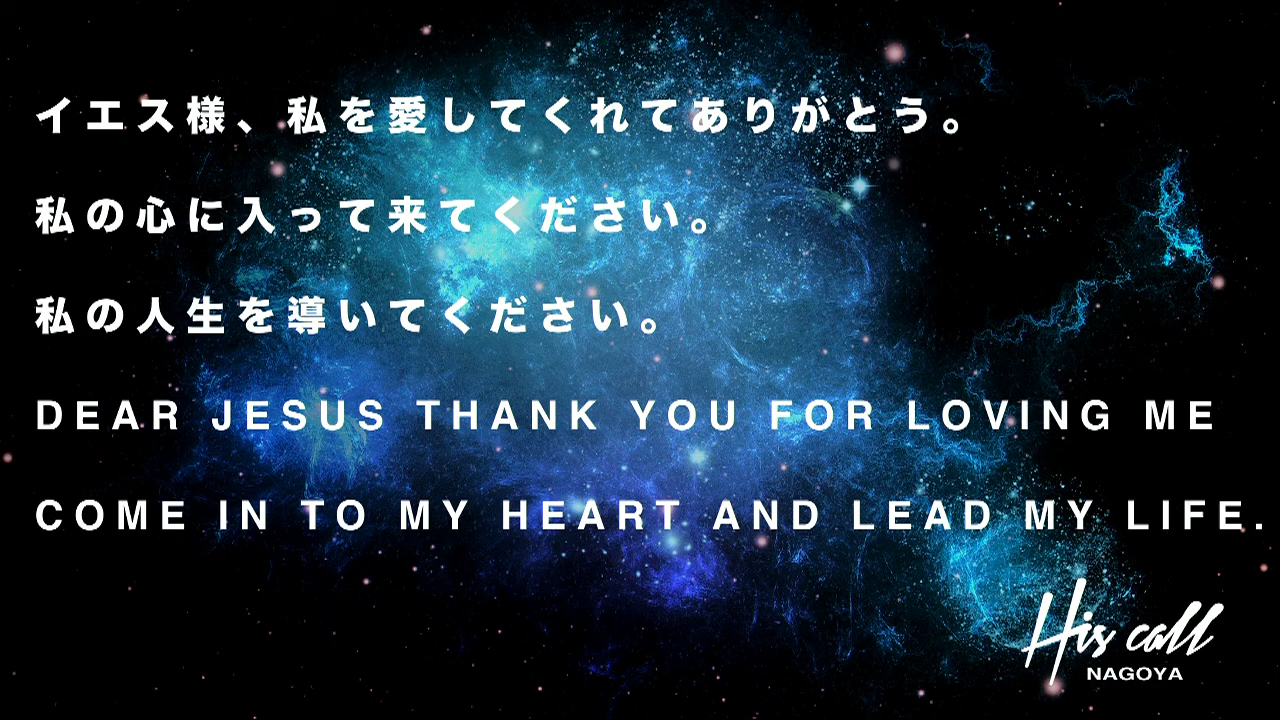 イエス様、私を愛してくれてありがとう。
私の心に入って来てください。
私の人生を導いてください。
DEAR JESUS THANK YOU FOR LOVING ME
COME IN TO MY HEART AND LEAD MY LIFE.
His call
NAGOYA